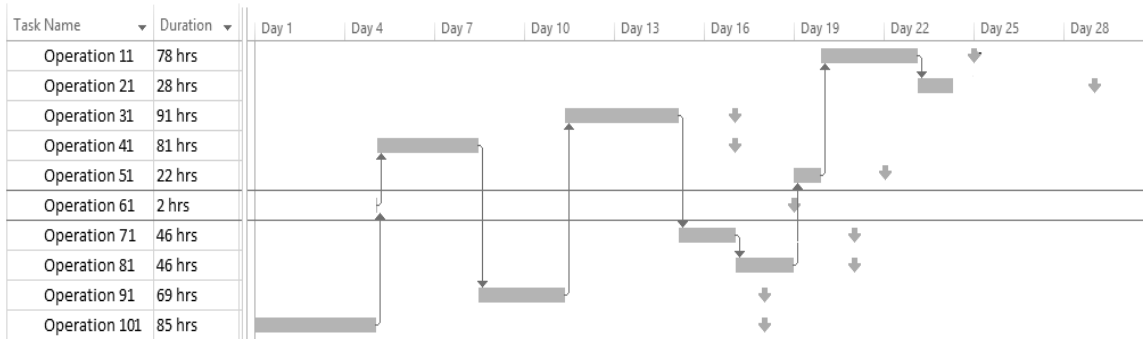 Task Name Duration Day 1 Day 4 Day 7 Day 10 Day 13 Day 16 Day 19 Day 22 Day 25 Day 28
Operation 11 78 hrs
Operation 21 28 hrs
Operation 31 91 hrs
Operation 41 81 hrs
Operation 51 22 hrs
Operation 61 2 hrs
Operation 71 46 hrs
Operation 81 46 hrs
Operation 91 69 hrs
Operation 101 85 hrs